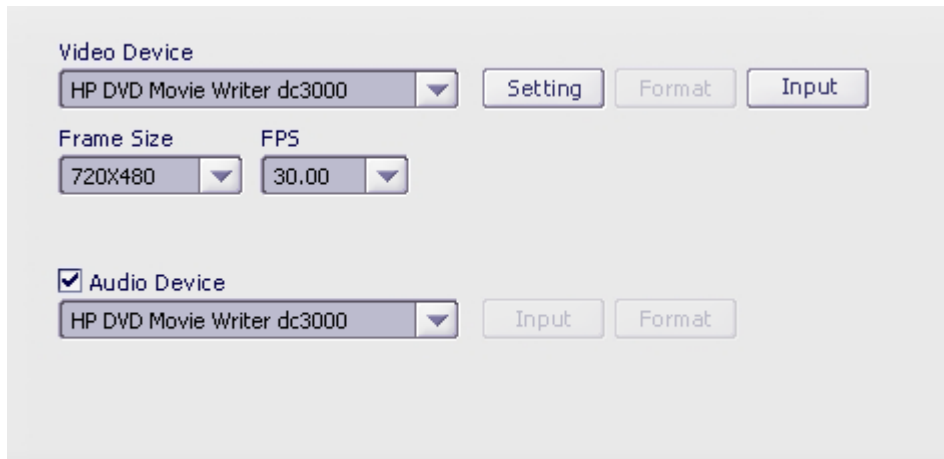 Video Device
HP DVD Movie Writer dc3000 Setting Format Input
Frame Size FPS
720X480 30.00
Audio Device
HP DVD Movie Writer dc3000 Input Format